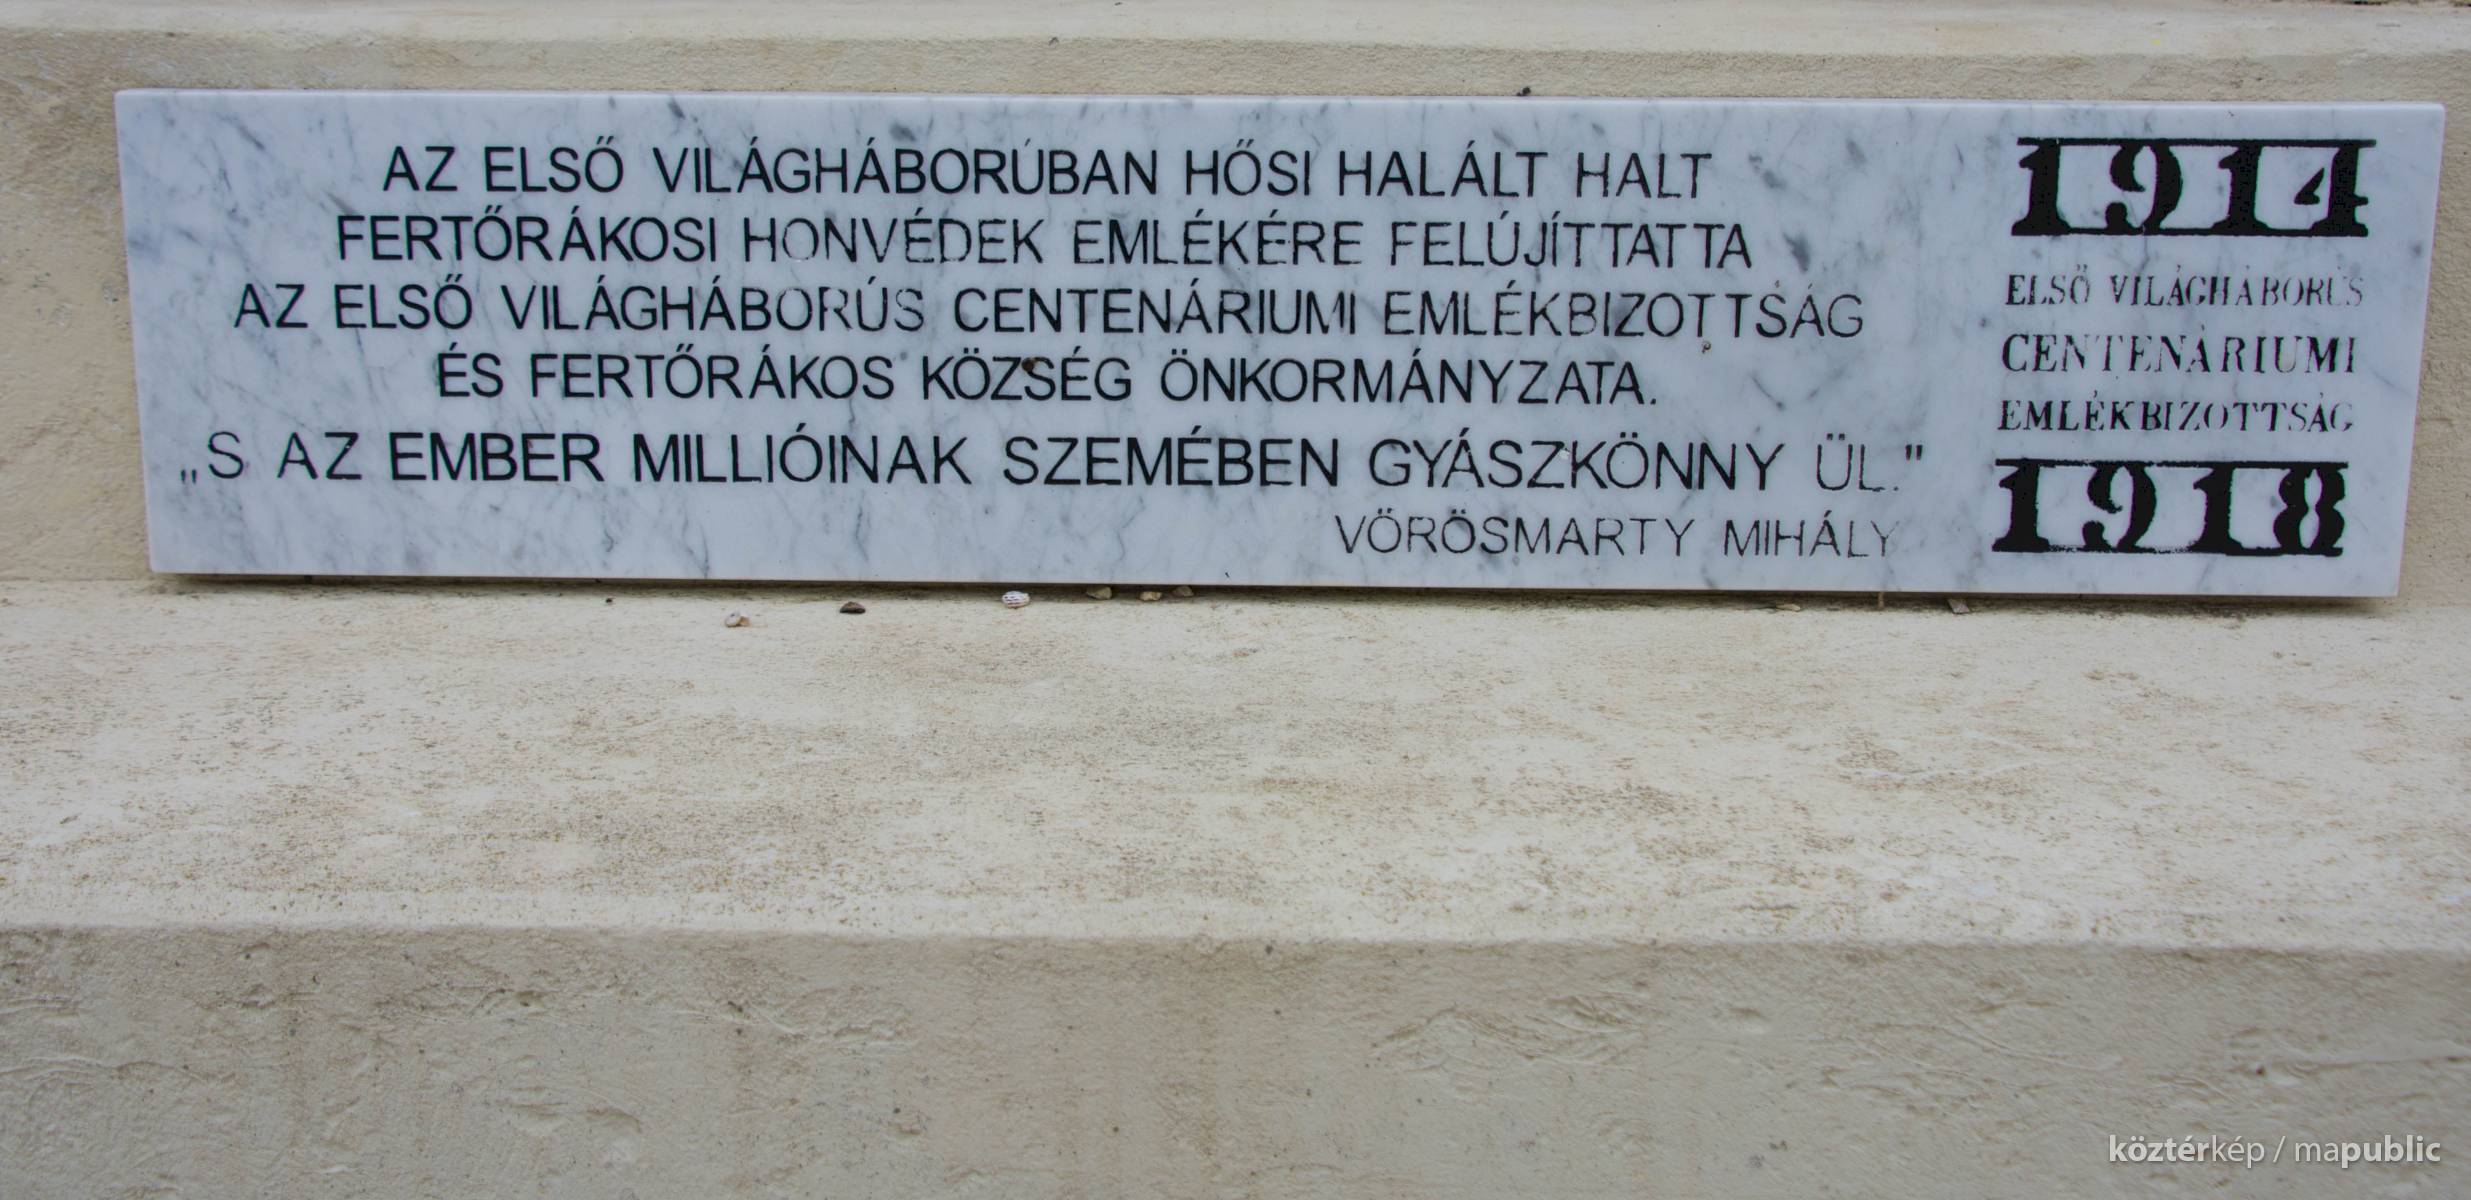 AZ ELSŐ VILÁGHÁBORÚBAN HŐSI HALÁLT HALT
FERTŐRÁKOSI HONVÉDEK EMLÉKÉRE FELÚJÍTTATTA
AZ ELSŐ VILÁGHÁBORÚS CENTENÁRIUMI EMLÉKBIZOTTSÁG
ÉS FERTŐRÁKOS KÖZSÉG ÖNKORMÁNYZATA.
„S AZ EMBER MILLIÓINAK SZEMÉBEN GYÁSZKÖNNY ÜL."
VÖRÖSMARTY MIHÁLY
1914
ELSŐ VILÁGHÁBORÚS
CENTENÁRIUMI
EMLÉKBIZOTTSÁG
1918
köztérkép / mapublic